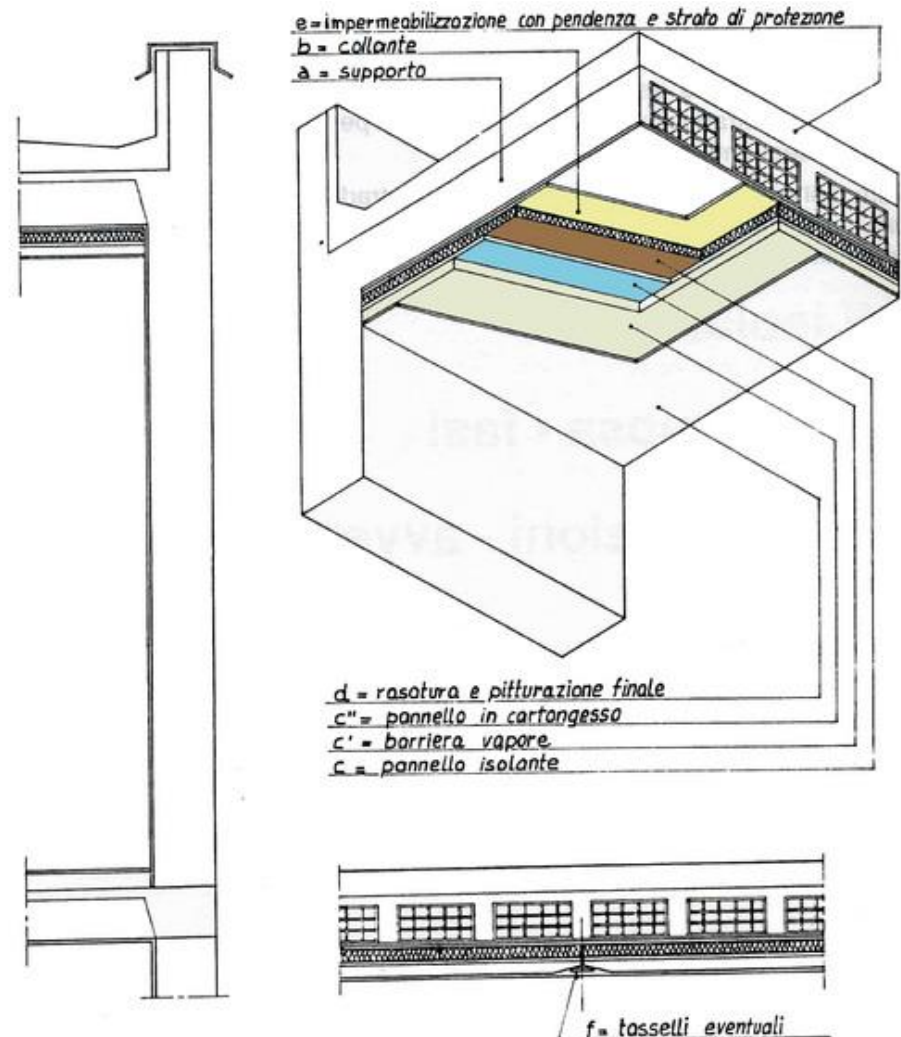 e=impermeabilizzazione con pendenza e strato di protezione
b = collante
a = supporto
d = rasatura e pitturazione finale
c" = pannello in cartongesso
c' = barriera vapore
c = pannello isolante
f= tasselli eventuali